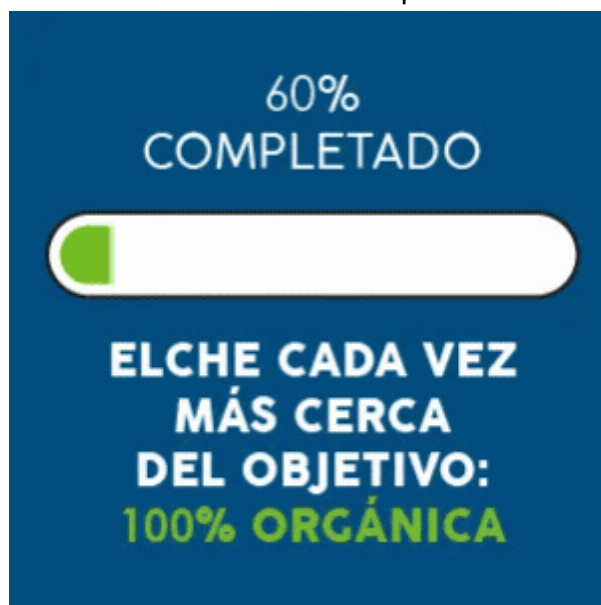 60%
COMPLETADO
ELCHE CADA VEZ
MÁS CERCA
DEL OBJETIVO:
100% ORGÁNICA